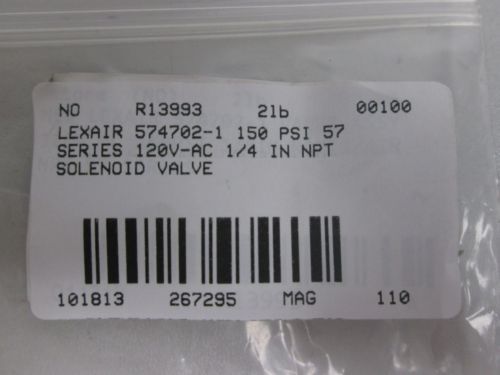 NO R13993 2lb 00100
LEXAIR 574702-1 150 PSI 57
SERIES 120V-AC 1/4 IN NPT
SOLENOID VALVE
101813 267295 MAG 110